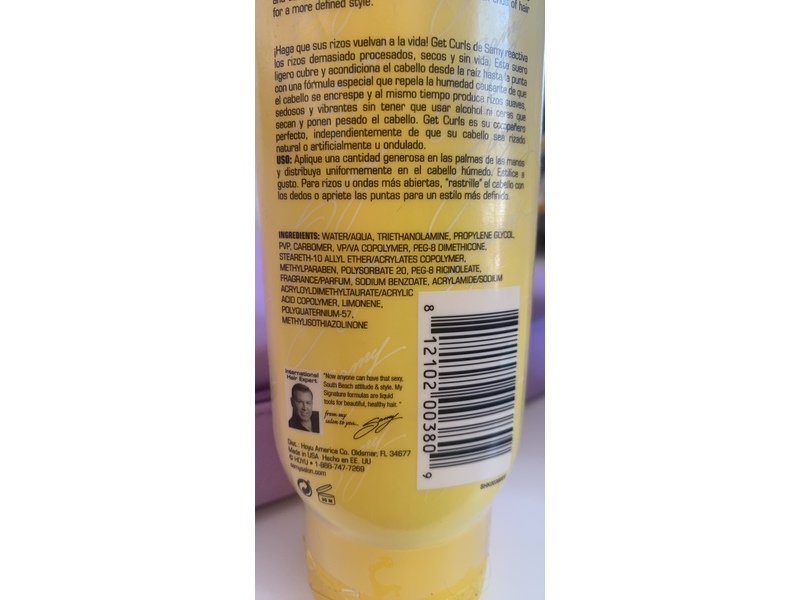 ends of hair
for a more defined style.
¡Haga que sus rizos vuelvan a la vida! Get Curls de Samy reactiva
los rizos demasiado procesados, secos y sin vida. Este suero
ligero cubre y acondiciona el cabello desde la raiz hasta la punta
con una fórmula especial que repela la humedad causante de que
el cabello se encrespe y al mismo tiempo produce rizos suaves,
sedosos y vibrantes sin tener que usar alcohol ni ceras que
secan y ponen pesado el cabello. Get Curls es su compañero
perfecto, independientemente de que su cabello sea rizado
natural o artificialmente u ondulado.
USO: Aplique una cantidad generosa en las palmas de las manos
y distribuya uniformemente en el cabello húmedo. Estilice a
gusto. Para rizos u ondas más abiertas, "rastrille" el cabello con
los dedos o apriete las puntas para un estilo más definido.
INGREDIENTS: WATER/AQUA, TRIETHANOLAMINE, PROPYLENE GLYCOL,
PVP, CARBOMER, VP/VA COPOLYMER, PEG-8 DIMETHICONE,
STEARETH-10 ALLYL ETHER/ACRYLATES COPOLYMER,
METHYLPARABEN, POLYSORBATE 20, PEG-8 RICINOLEATE,
FRAGRANCE/PARFUM, SODIUM BENZOATE, ACRYLAMIDE/SODIUM
ACRYLOYLDIMETHYLTAURATE/ACRYLIC
ACID COPOLYMER, LIMONENE,
POLYQUATERNIUM-57,
METHYLISOTHIAZOLINONE
8 12102 00380 9
International
Hair Expert
"Now anyone can have that sexy,
South Beach attitude & style. My
Signature formulas are liquid
tools for beautiful, healthy hair."
from my
salon to you...
Samy
Dist.: Hoyu America Co. Oldsmar, FL 34677
Made in USA Hecho en EE. UU
© HOYU • 1-866-747-7269
samysalon.com